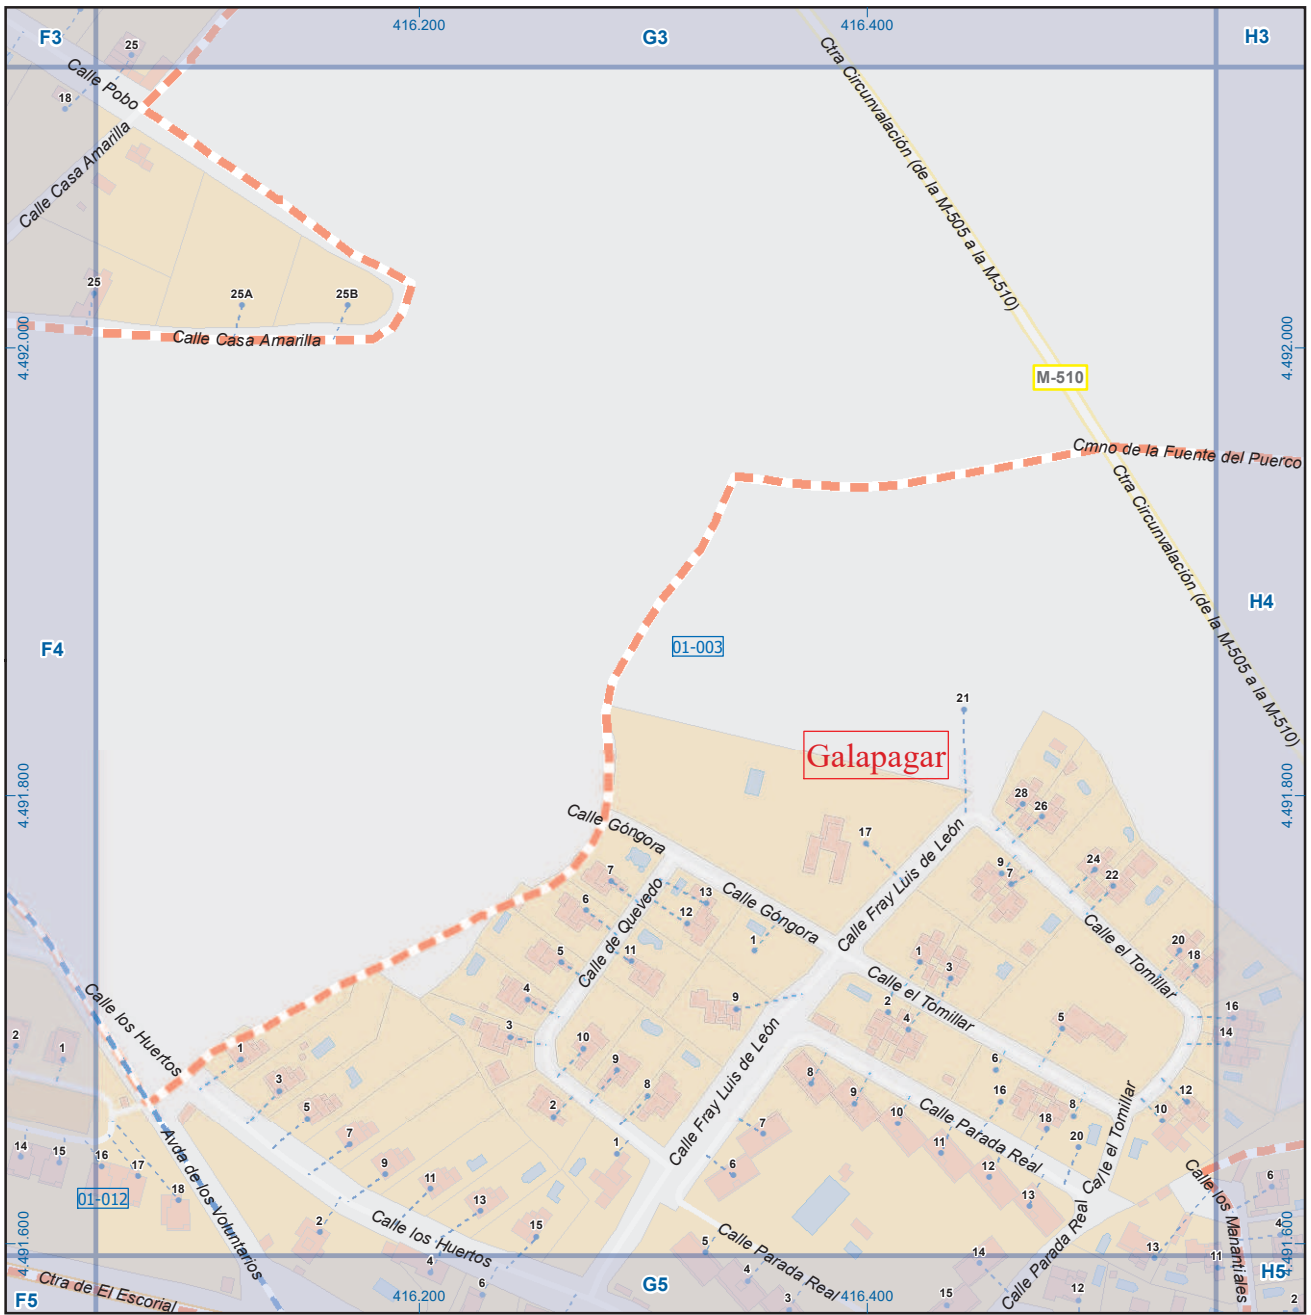 416.200
416.400
F3
G3
H3
25
Calle Pobo
18
Calle Casa Amarilla
Ctra Circunvalación (de la M-505 a la M-510)
25
25A
25B
Calle Casa Amarilla
4.492.000
4.492.000
M-510
Cmno de la Fuente del Puerco
Ctra Circunvalación (de la M-505 a la M-510)
H4
F4
01-003
21
Galapagar
4.491.800
4.491.800
28
26
Calle Góngora
17
Calle Fray Luis de León
9
7
24
22
7
13
6
12
Calle de Quevedo
Calle Góngora
1
11
5
Calle el Tomillar
20
18
1
3
4
9
2
4
Calle el Tomillar
16
14
5
3
10
9
8
Calle Fray Luis de León
6
Calle los Huertos
2
1
1
3
5
7
9
11
13
15
2
1
8
9
10
11
12
13
16
18
8
20
12
10
Calle el Tomillar
Calle Parada Real
7
6
14
15
16
17
18
01-012
Avda de los Voluntarios
2
Calle los Huertos
4
6
5
4
3
Calle Parada Real
14
15
12
13
11
Calle Parada Real
Calle los Manantiales
6
4
2
4.491.600
4.491.600
Ctra de El Escorial
F5
G5
H5
416.200
416.400